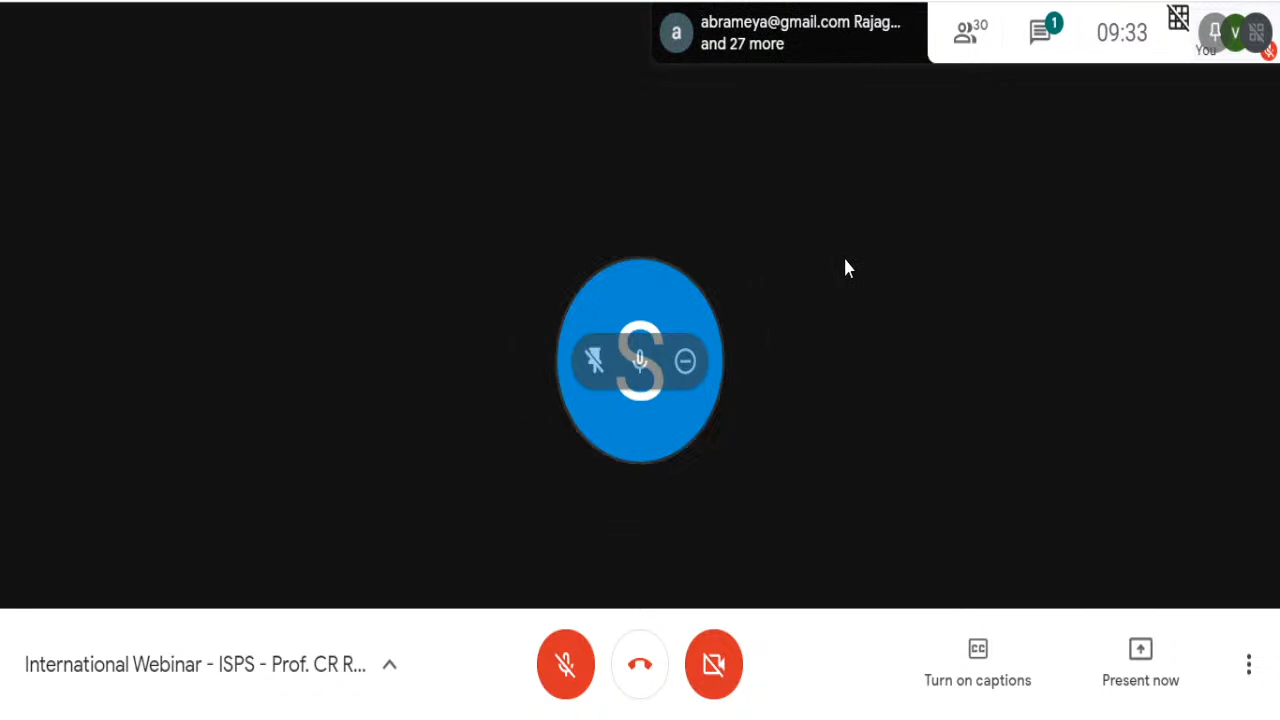 abrameya@gmail.com Rajag...
and 27 more
a
30
1
09:33
V
You
S
International Webinar - ISPS - Prof. CR R...
CC
Turn on captions
Present now